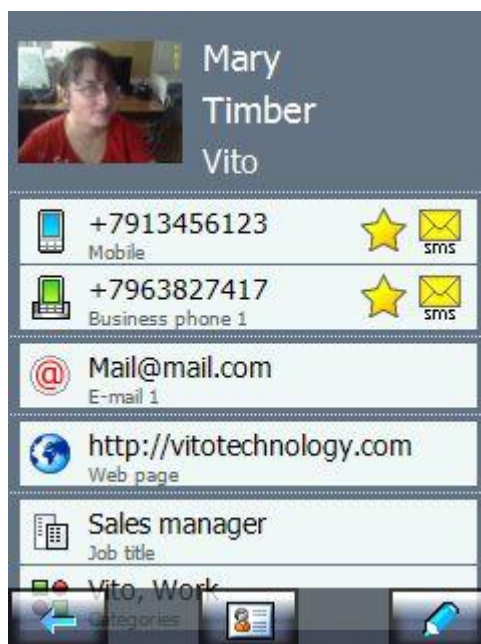 Mary
Timber
Vito
+7913456123
Mobile
sms
+7963827417
Business phone 1
sms
@
Mail@mail.com
E-mail 1
http://vitotechnology.com
Web page
Sales manager
Job title
Vito, Work
Categories